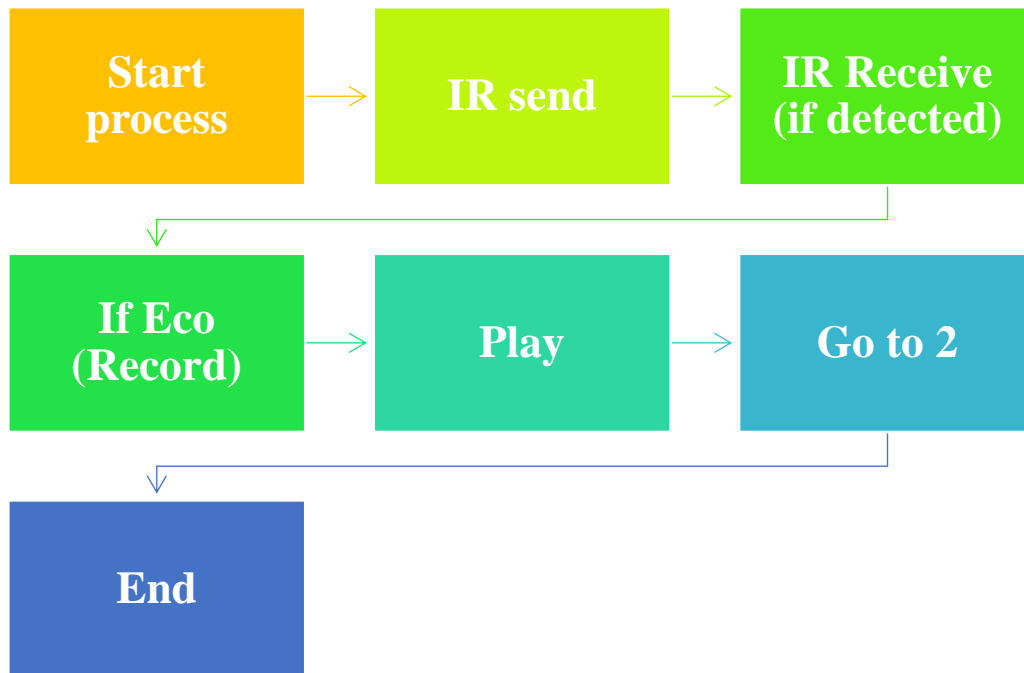 Start
process
IR send
IR Receive
(if detected)
If Eco
(Record)
Play
Go to 2
End